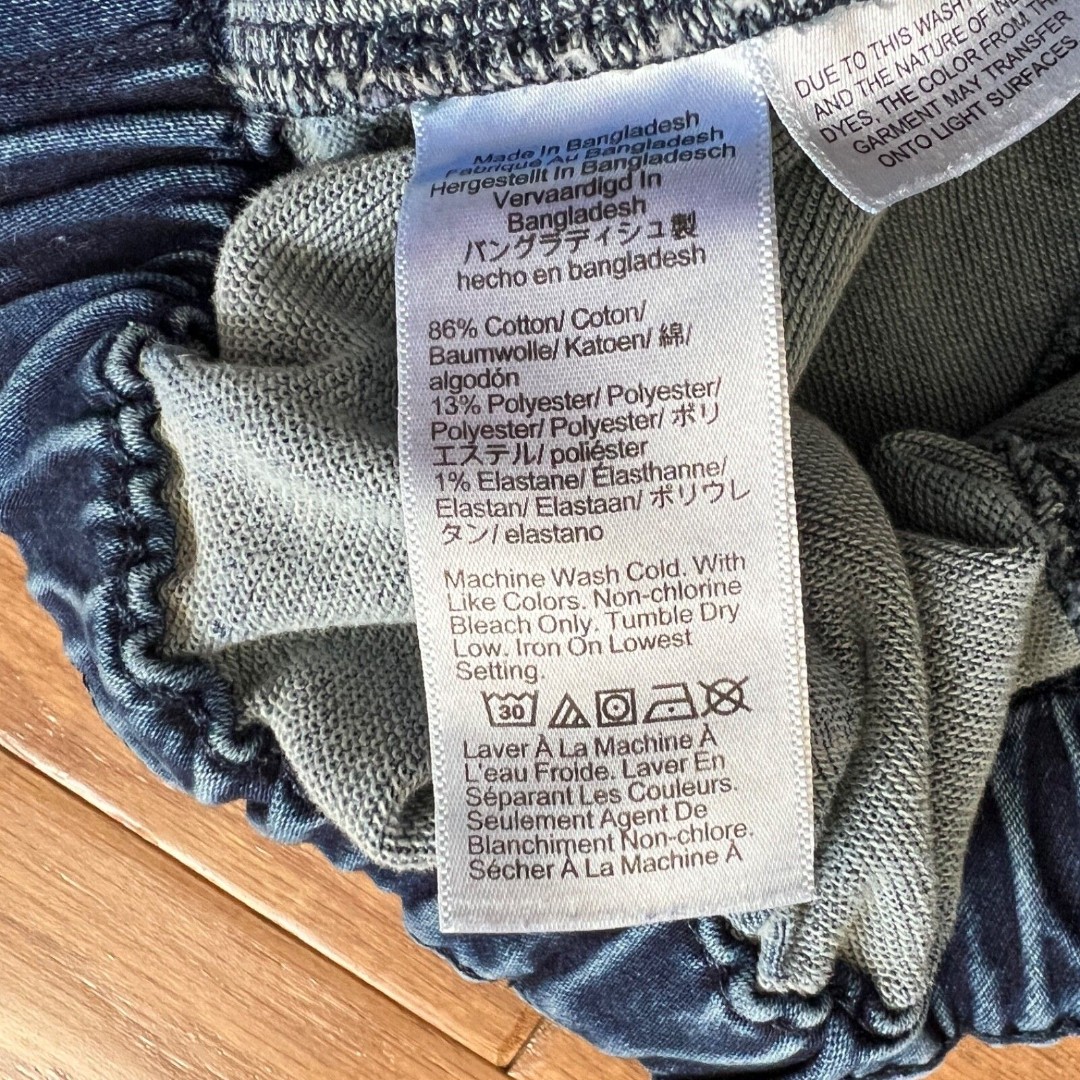 Made In Bangladesh
Fabriqué Au Bangladesh
Hergestellt In Bangladesch
Vervaardigd In
Bangladesh
バングラディシュ製
hecho en bangladesh
86% Cotton/ Coton/
Baumwolle/ Katoen/ 綿/
algodón
13% Polyester/ Polyester/
Polyester/ Polyester/ ポリ
エステル/ poliéster
1% Elastane/ Élasthanne/
Elastan/ Elastaan/ ポリウレ
タン/ elastano
Machine Wash Cold. With
Like Colors. Non-chlorine
Bleach Only. Tumble Dry
Low. Iron On Lowest
Setting.
30
Laver À La Machine À
L'eau Froide. Laver En
Séparant Les Couleurs.
Seulement Agent De
Blanchiment Non-chlore.
Sécher À La Machine À
DUE TO THIS WASH
AND THE NATURE OF
DYES, THE COLOR FROM
GARMENT MAY TRANSFER
ONTO LIGHT SURFACES